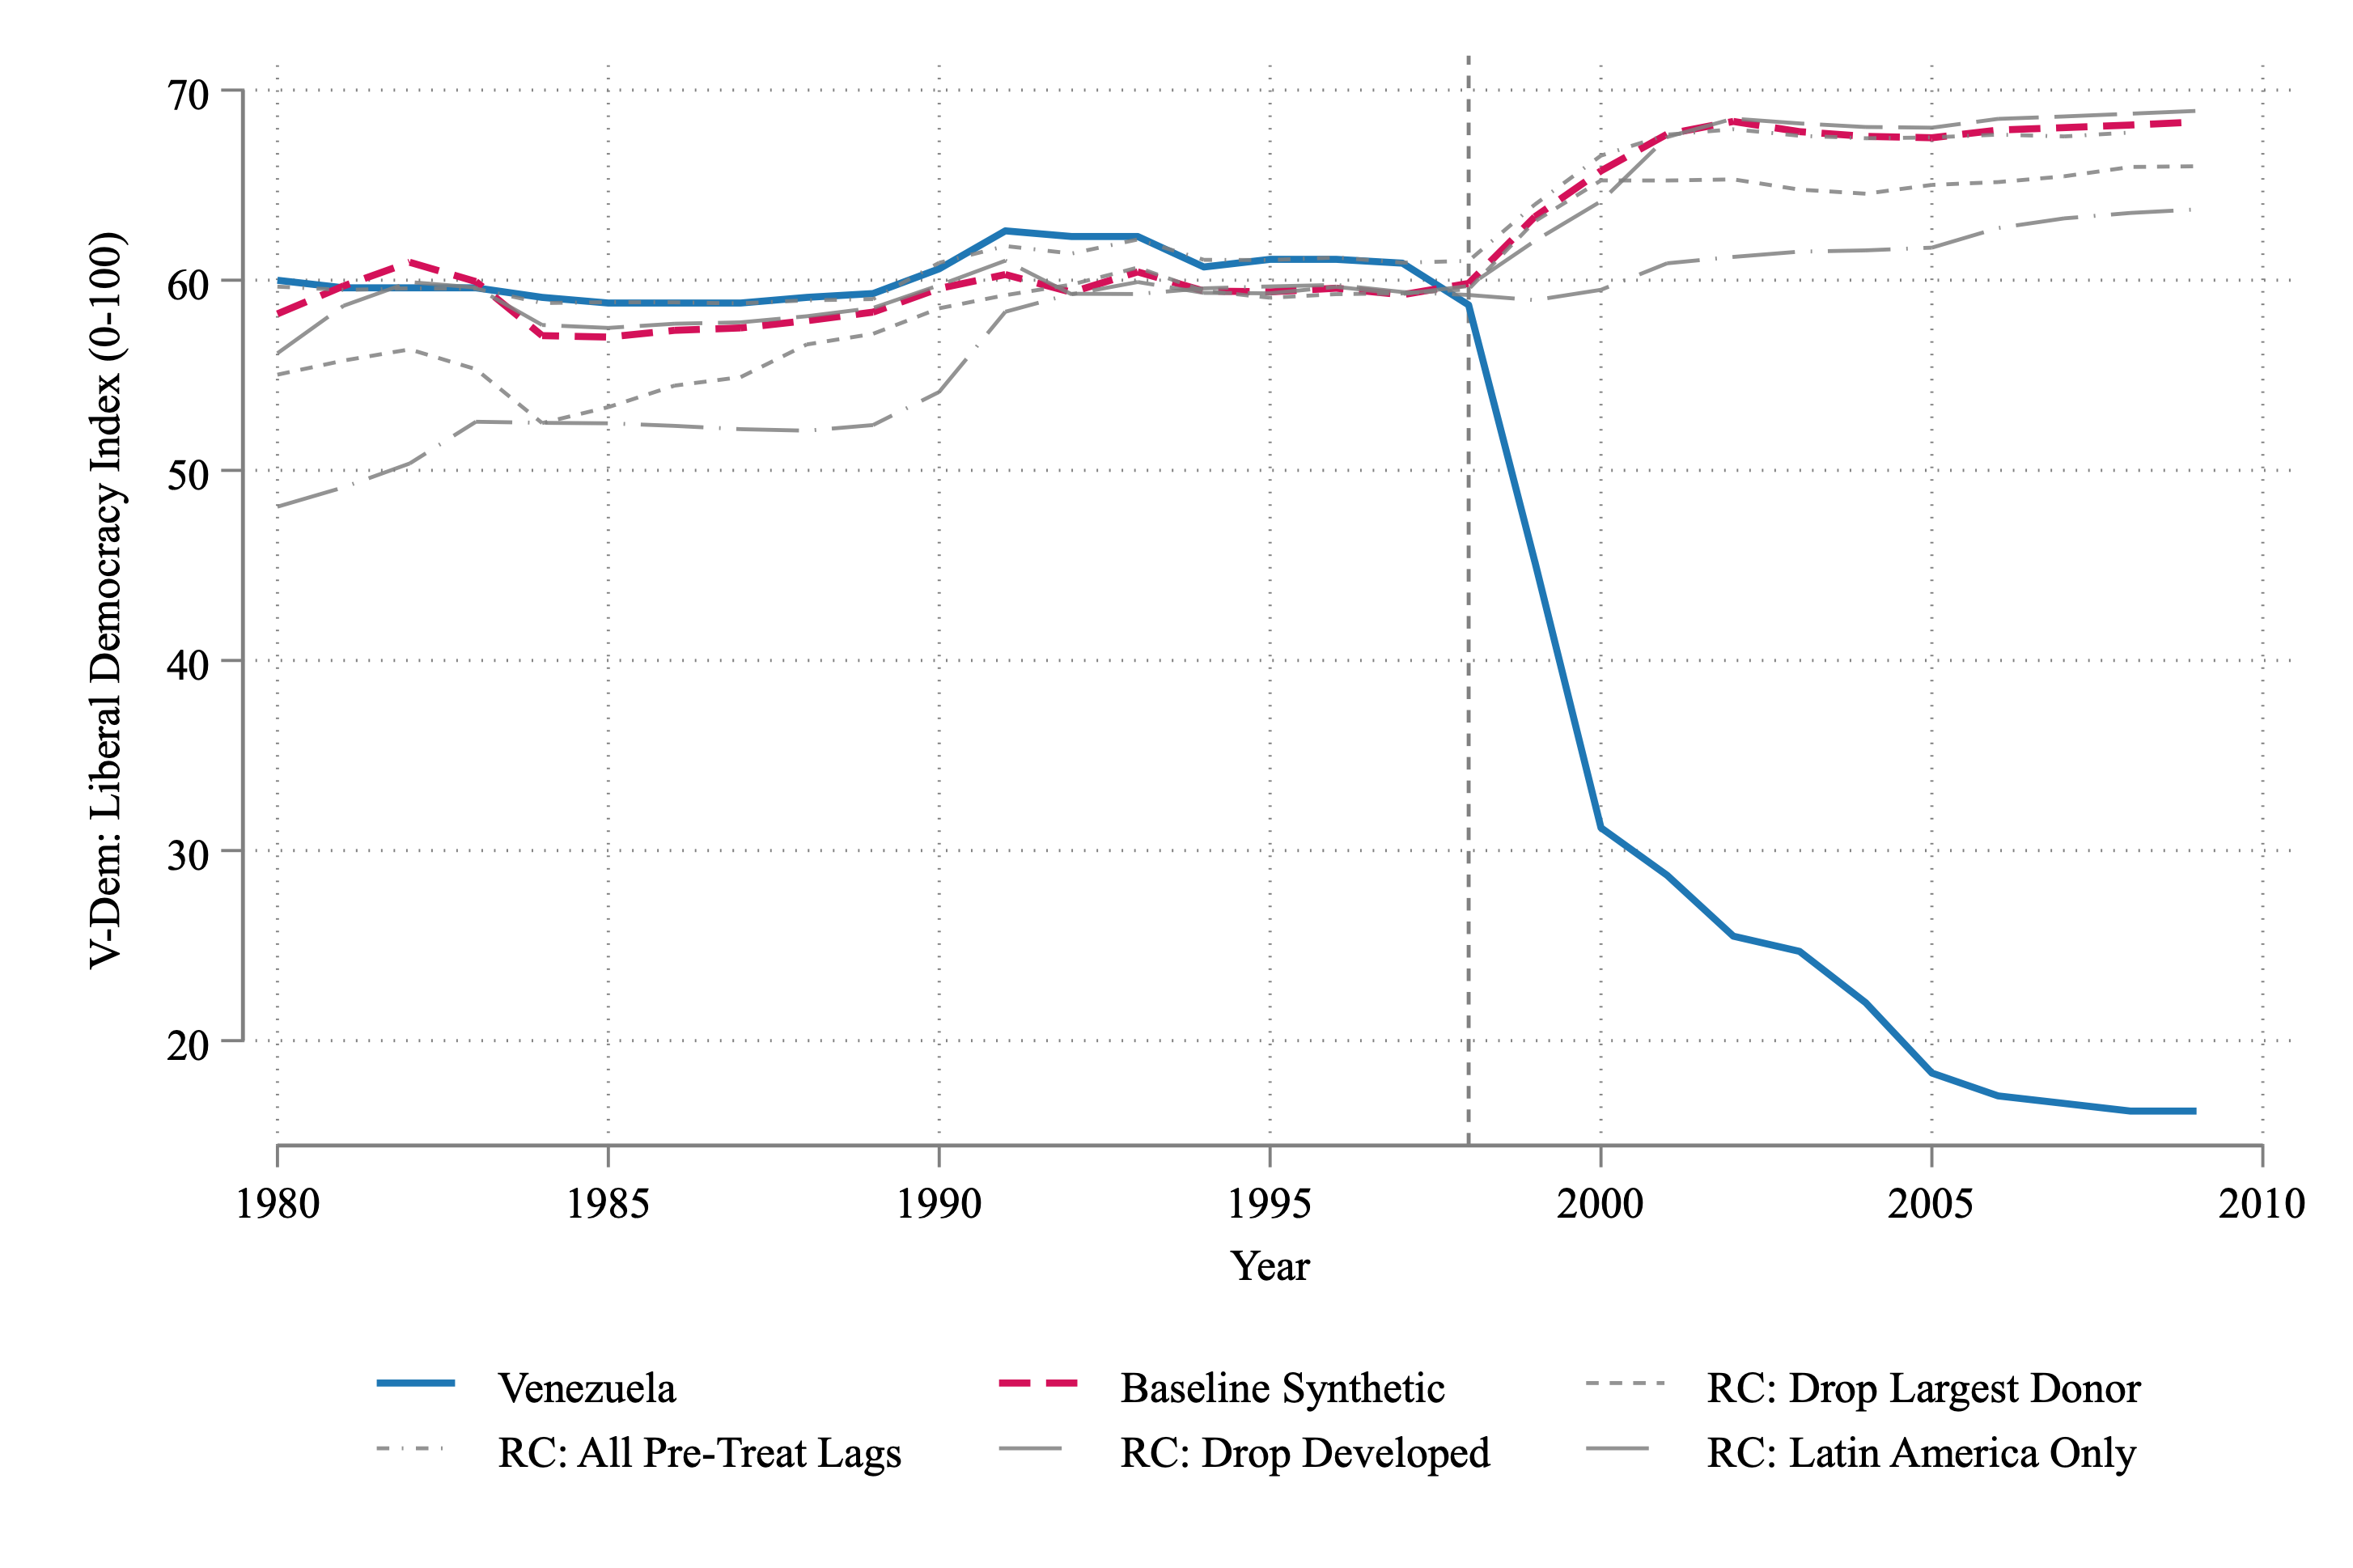 V-Dem: Liberal Democracy Index (0-100)
70
60
50
40
30
20
1980 1985 1990 1995 2000 2005 2010
Year
Venezuela Baseline Synthetic RC: Drop Largest Donor
RC: All Pre-Treat Lags RC: Drop Developed RC: Latin America Only